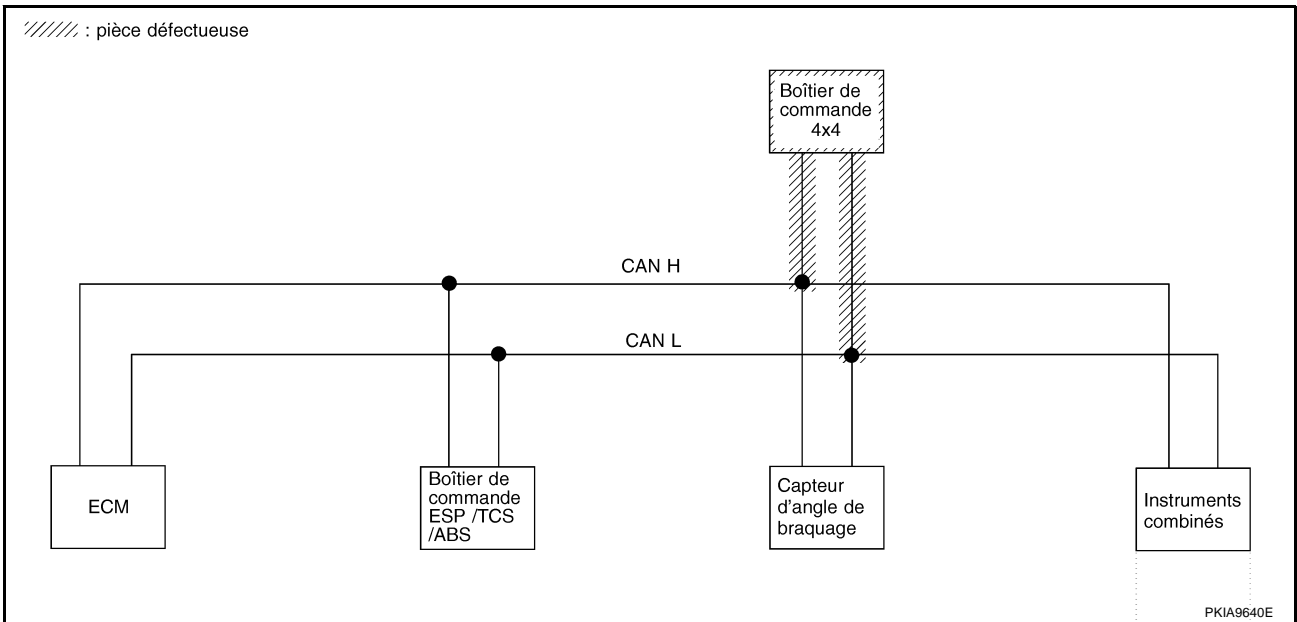 : pièce défectueuse
Boîtier de
commande
4x4
CAN H
CAN L
ECM
Boîtier de
commande
ESP /TCS
/ABS
Capteur
d'angle de
braquage
Instruments
combinés
PKIA9640E